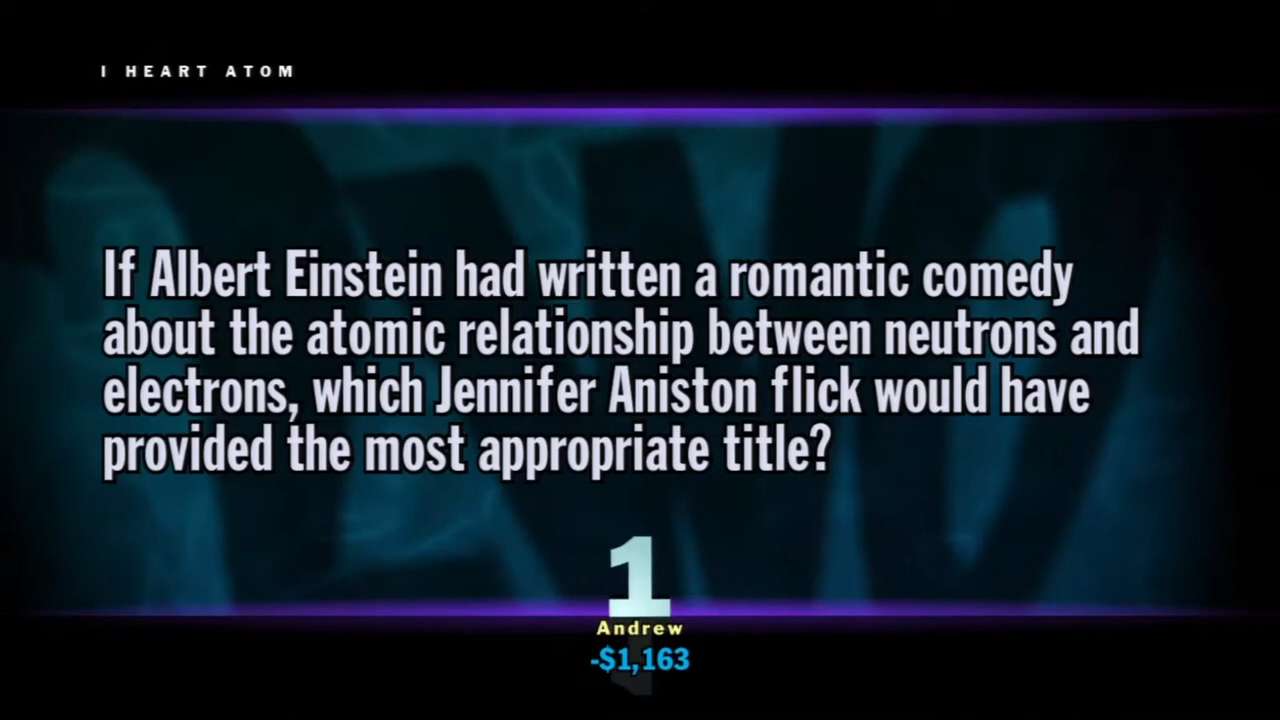 I HEART ATOM
If Albert Einstein had written a romantic comedy
about the atomic relationship between neutrons and
electrons, which Jennifer Aniston flick would have
provided the most appropriate title?
1
Andrew
-$1,163